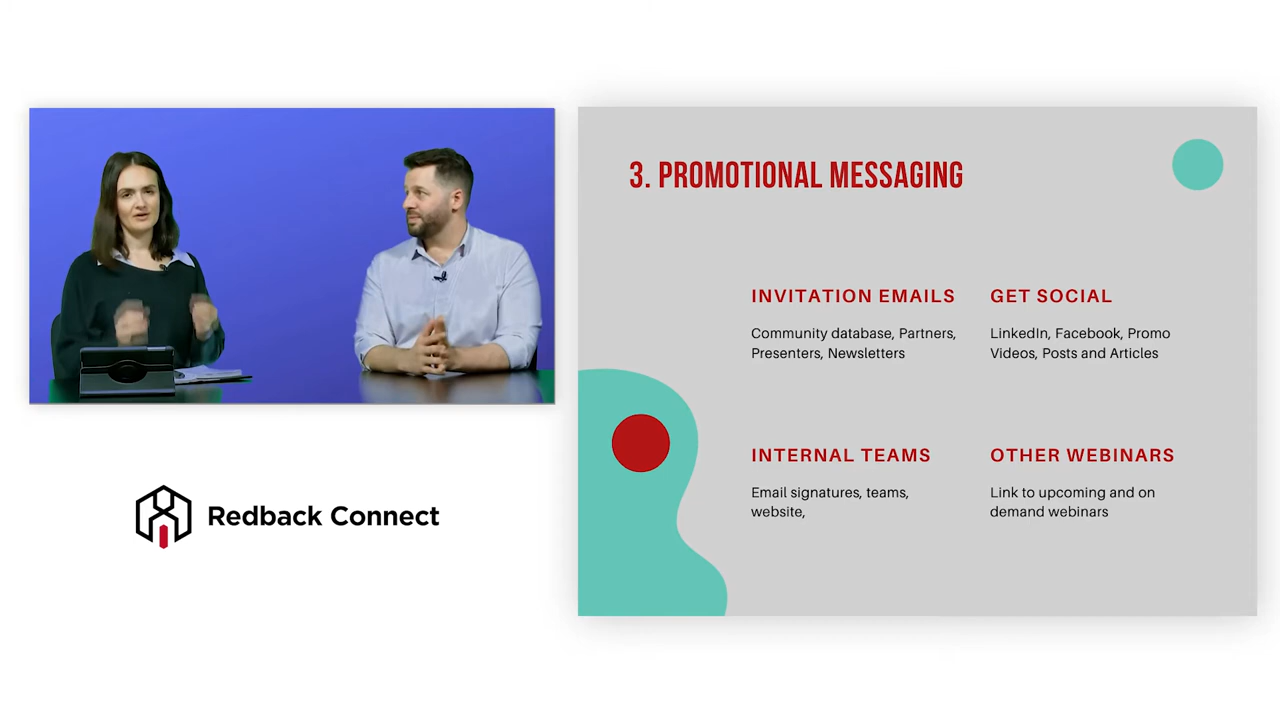 3. PROMOTIONAL MESSAGING
INVITATION EMAILS
Community database, Partners,
Presenters, Newsletters
GET SOCIAL
LinkedIn, Facebook, Promo
Videos, Posts and Articles
INTERNAL TEAMS
Email signatures, teams,
website,
OTHER WEBINARS
Link to upcoming and on
demand webinars
Redback Connect